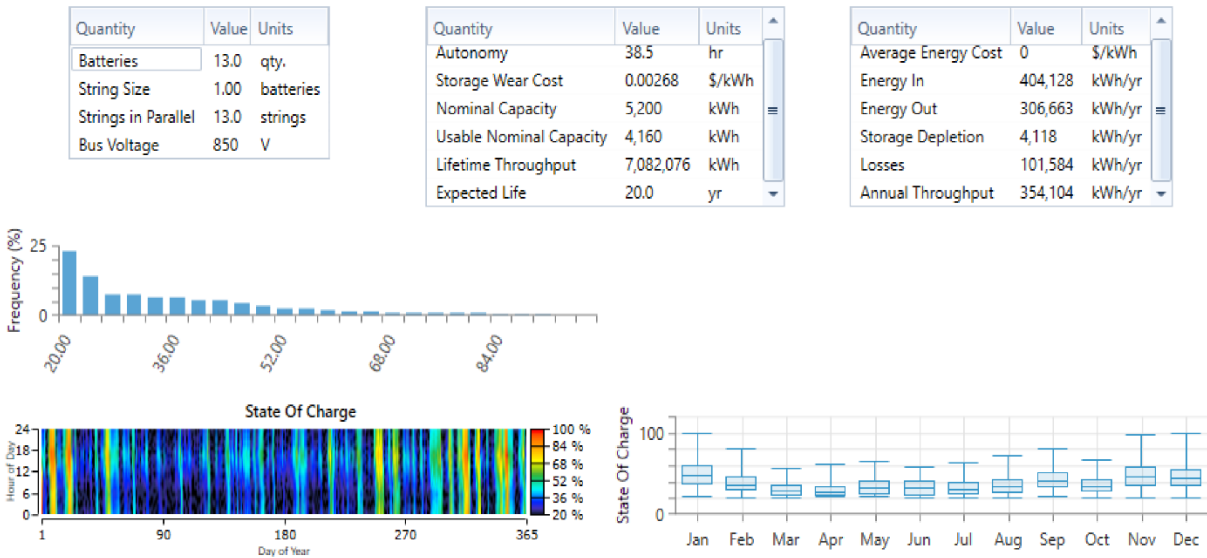 Quantity Value Units
Batteries 13.0 qty.
String Size 1.00 batteries
Strings in Parallel 13.0 strings
Bus Voltage 850 V
Quantity Value Units
Autonomy 38.5 hr
Storage Wear Cost 0.00268 $/kWh
Nominal Capacity 5,200 kWh
Usable Nominal Capacity 4,160 kWh
Lifetime Throughput 7,082,076 kWh
Expected Life 20.0 yr
Quantity Value Units
Average Energy Cost 0 $/kWh
Energy In 404,128 kWh/yr
Energy Out 306,663 kWh/yr
Storage Depletion 4,118 kWh/yr
Losses 101,584 kWh/yr
Annual Throughput 354,104 kWh/yr
Frequency (%)
25
0
20.00 36.00 52.00 68.00 84.00
State Of Charge
Hour of Day
24
18
12
6
0
1 90 180 270 365
Day of Year
100 %
84 %
68 %
52 %
36 %
20 %
State Of Charge
100
0
Jan Feb Mar Apr May Jun Jul Aug Sep Oct Nov Dec